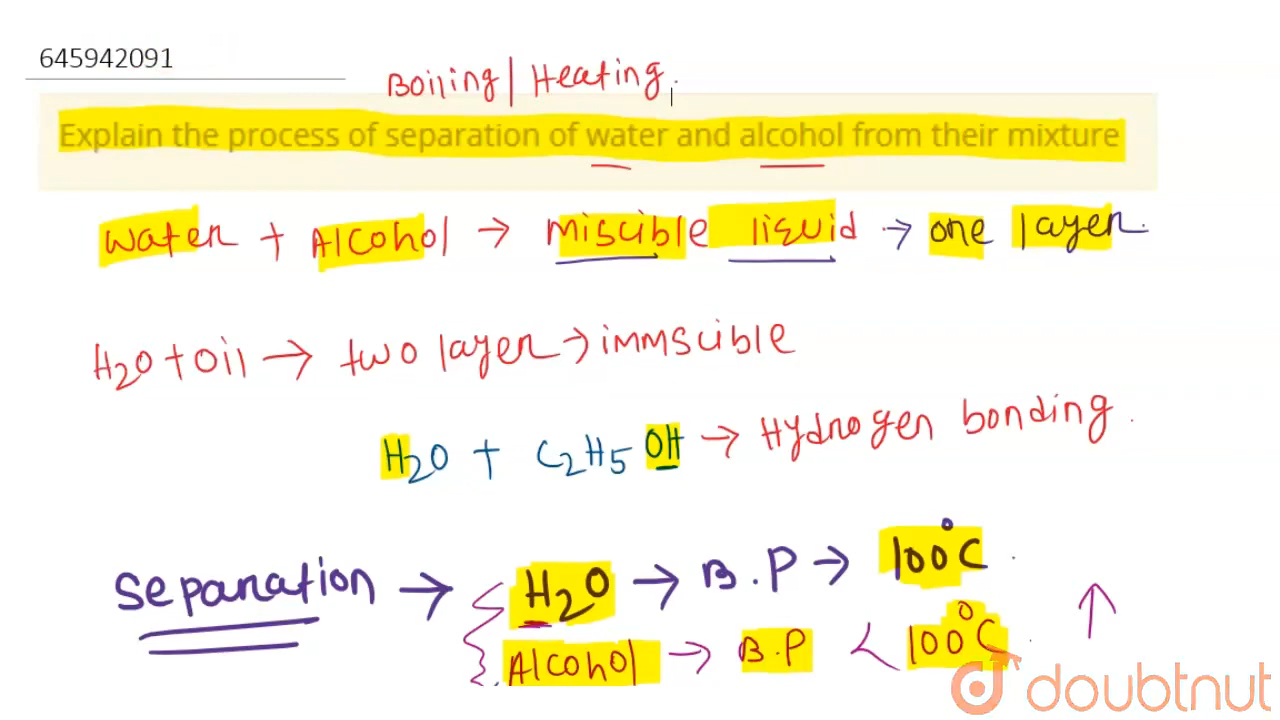 645942091
Boiling | Heating.
Explain the process of separation of water and alcohol from their mixture
Water + Alcohol → miscible liquid → one layer.
H2O + Oil → two layer → immscible
H2O + C2H5OH → Hydrogen bonding.
Separation → H2O → B.P → 100°C
Alcohol → B.P < 100°C ↑
doubtnut